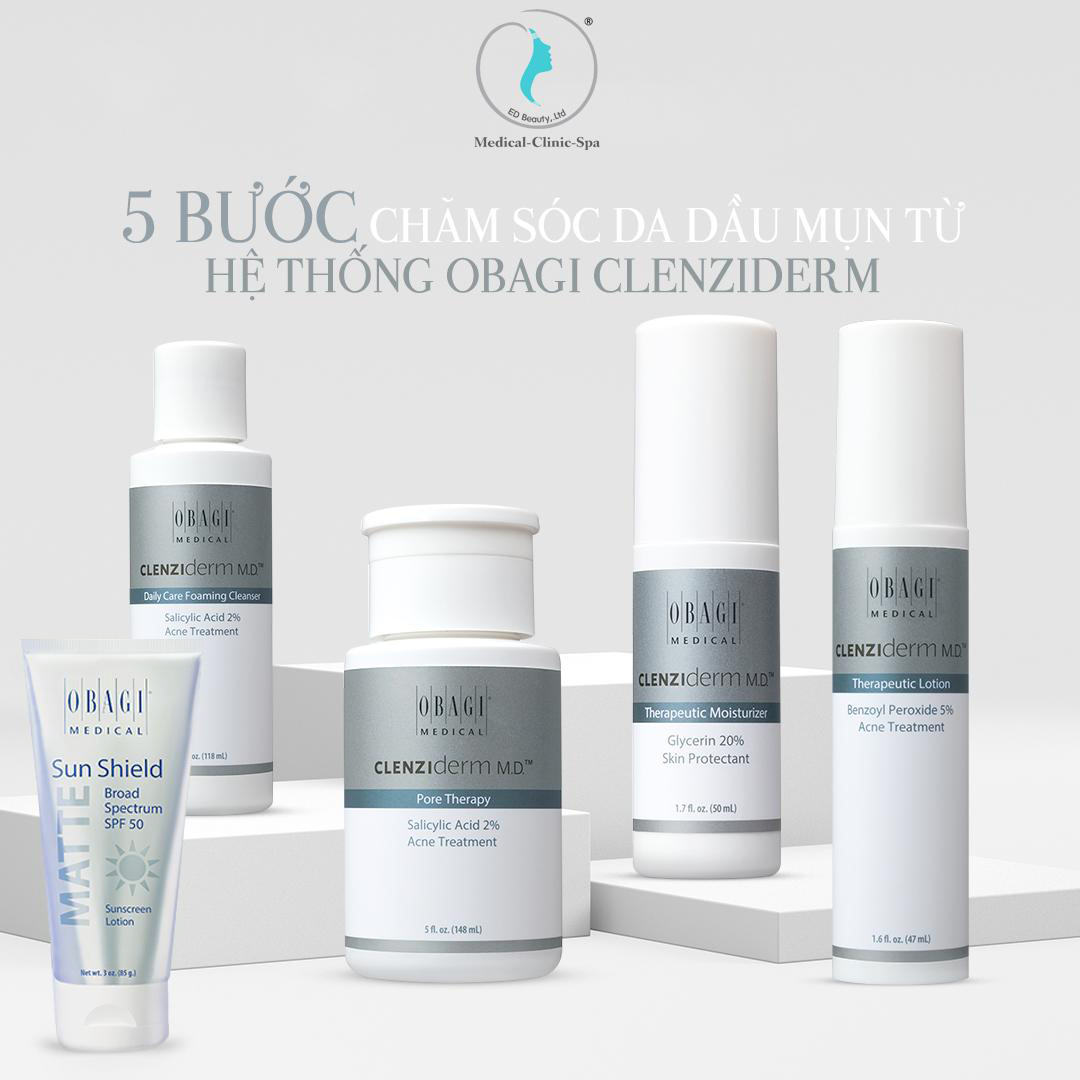 ®
ED Beauty,.Ltd
Medical-Clinic-Spa
5 BƯỚC CHĂM SÓC DA DẦU MỤN TỪ
HỆ THỐNG OBAGI CLENZIDERM
OBAGI®
MEDICAL
CLENZIderm M.D.™
Daily Care Foaming Cleanser
Salicylic Acid 2%
Acne Treatment
oz. (118 mL)
OBAGI®
MEDICAL
Sun Shield
MATTE
Broad
Spectrum
SPF 50
Sunscreen
Lotion
Net wt. 3 oz. (85 g.)
OBAGI®
MEDICAL
CLENZIderm M.D.™
Pore Therapy
Salicylic Acid 2%
Acne Treatment
5 fl. oz. (148 mL)
OBAGI®
MEDICAL
CLENZIderm M.D.™
Therapeutic Moisturizer
Glycerin 20%
Skin Protectant
1.7 fl. oz. (50 mL)
OBAGI®
MEDICAL
CLENZIderm M.D.™
Therapeutic Lotion
Benzoyl Peroxide 5%
Acne Treatment
1.6 fl. oz. (47 mL)